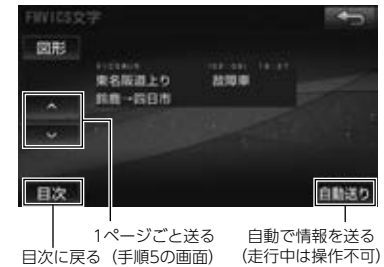 FMVICS文字
図形
東名阪道上り 故障車
鈴鹿→四日市
目次
自動送り
1ページごと送る 自動で情報を送る
目次に戻る (手順5の画面) (走行中は操作不可)